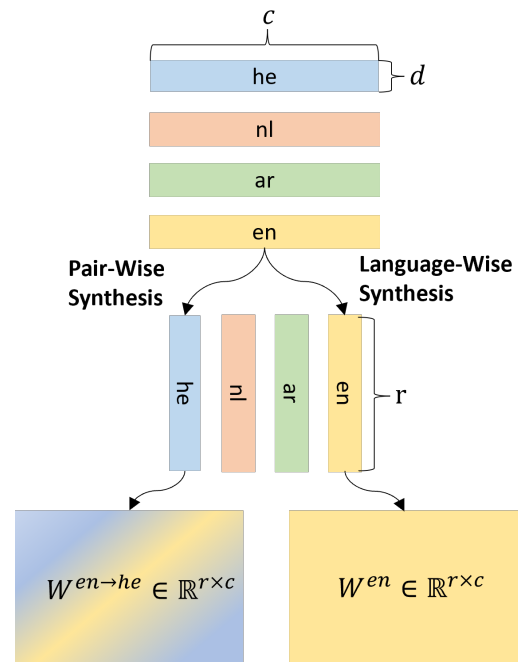 c
he
d
nl
ar
en
Pair-Wise
Synthesis
Language-Wise
Synthesis
he
nl
ar
en
r
W^{en→he} ∈ ℝ^{r×c}
W^{en} ∈ ℝ^{r×c}